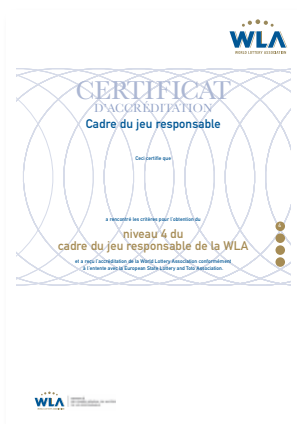 WLA
WORLD LOTTERY ASSOCIATION
CERTIFICAT
D'ACCRÉDITATION
Cadre du jeu responsable
Ceci certifie que
a rencontré les critères pour l'obtention du
niveau 4 du
cadre du jeu responsable de la WLA
et a reçu l'accréditation de la World Lottery Association conformément
à l'entente avec la European State Lottery and Toto Association.
WLA